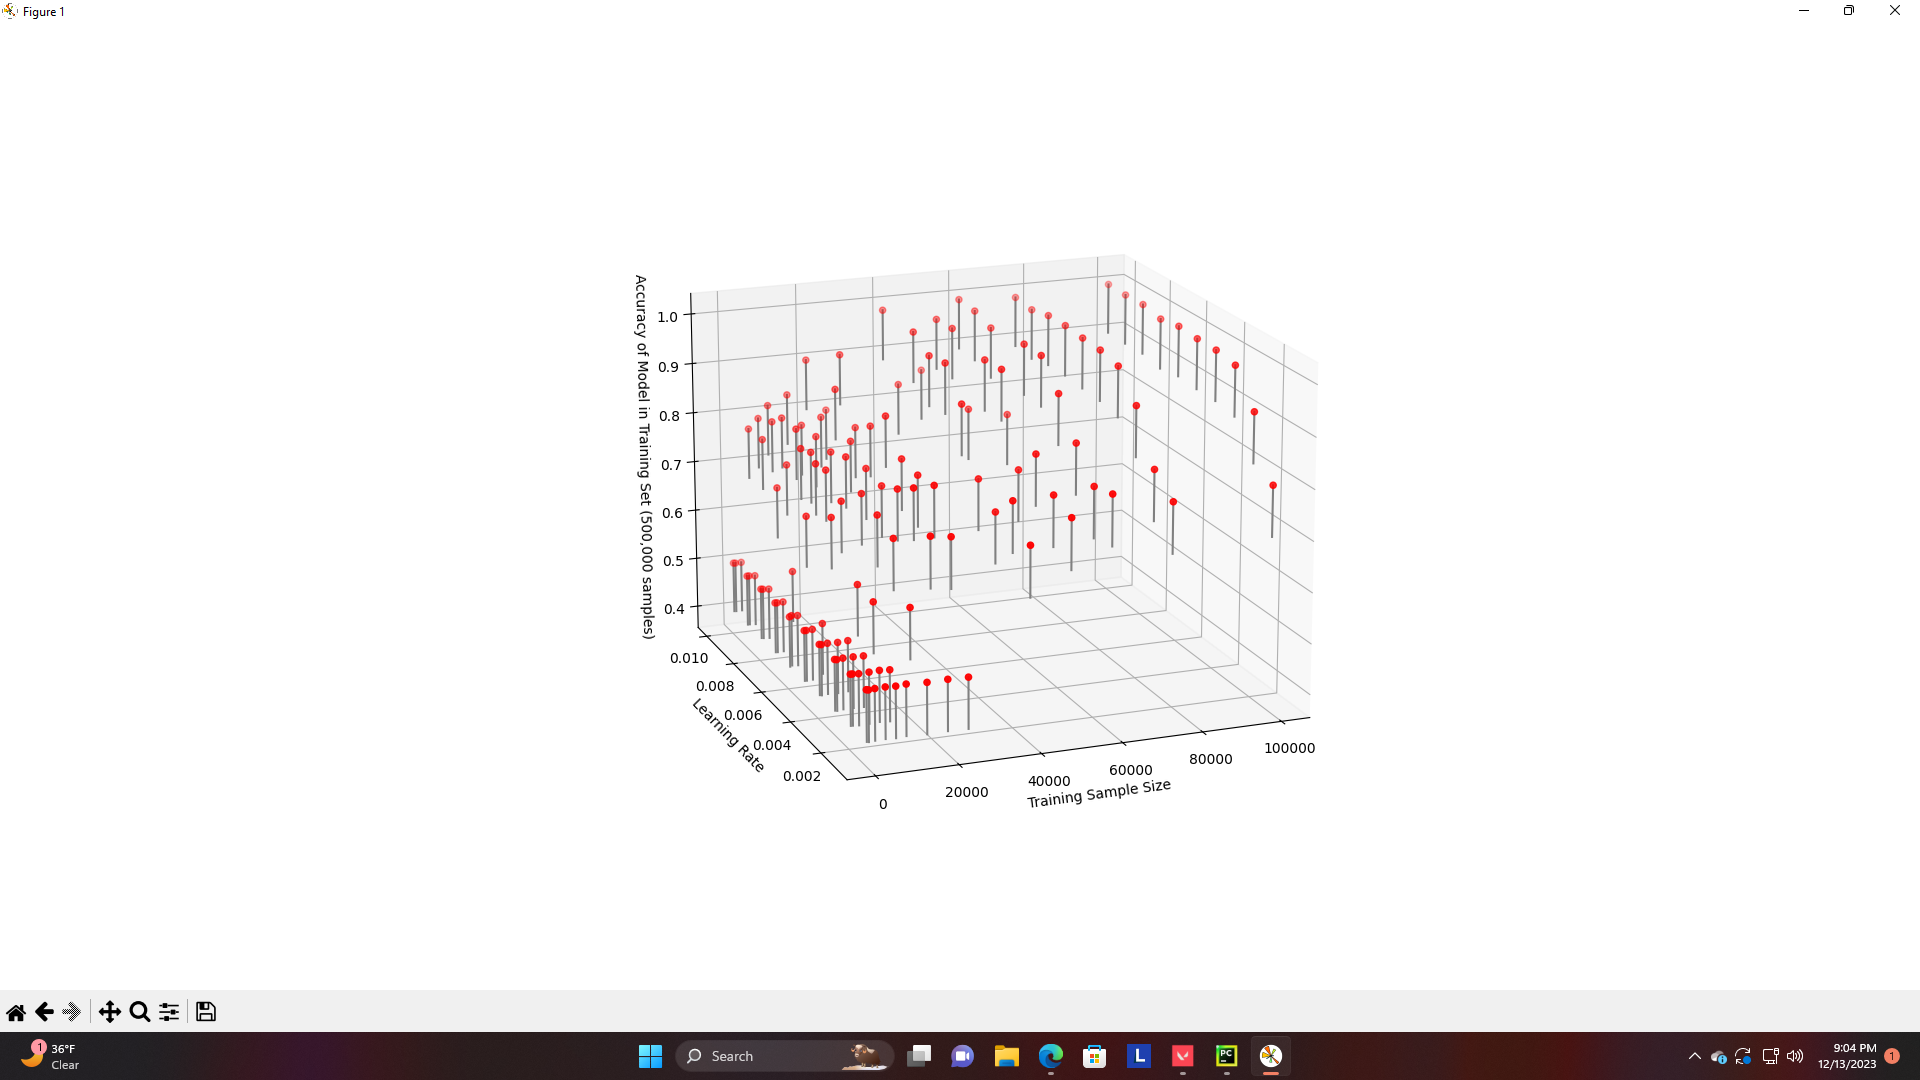 Figure 1
Accuracy of Model in Training Set (500,000 samples)
1.0
0.9
0.8
0.7
0.6
0.5
0.4
0.010
0.008
0.006
0.004
0.002
Learning Rate
0
20000
40000
60000
80000
100000
Training Sample Size
1
36°F
Clear
Search
L
PC
9:04 PM
12/13/2023
1